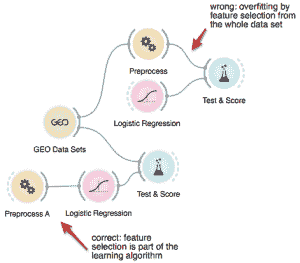 wrong: overfitting by
feature selection from
the whole data set
Preprocess
Logistic Regression
Test & Score
GEO
GEO Data Sets
Test & Score
Preprocess A
Logistic Regression
correct: feature
selection is part of the
learning algorithm